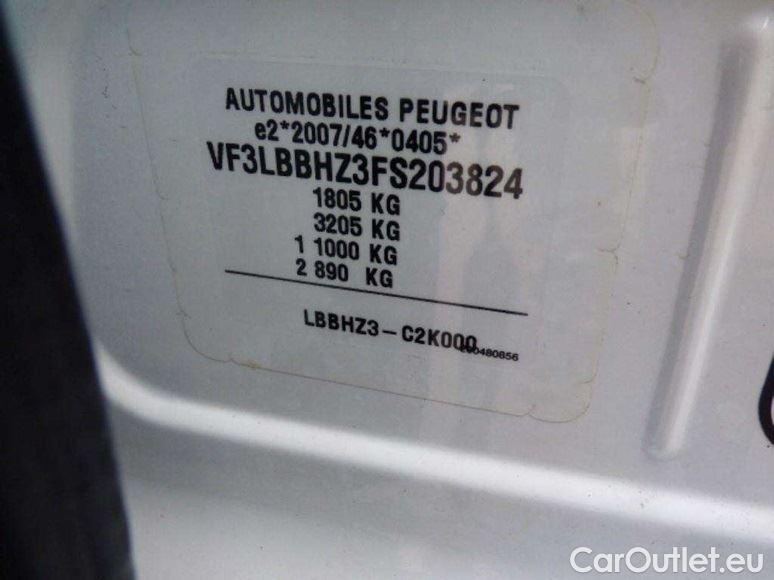 AUTOMOBILES PEUGEOT
e2*2007/46*0405*
VF3LBBHZ3FS203824
1805 KG
3205 KG
1 1000 KG
2 890 KG
LBBHZ3-C2K000
CarOutlet.eu